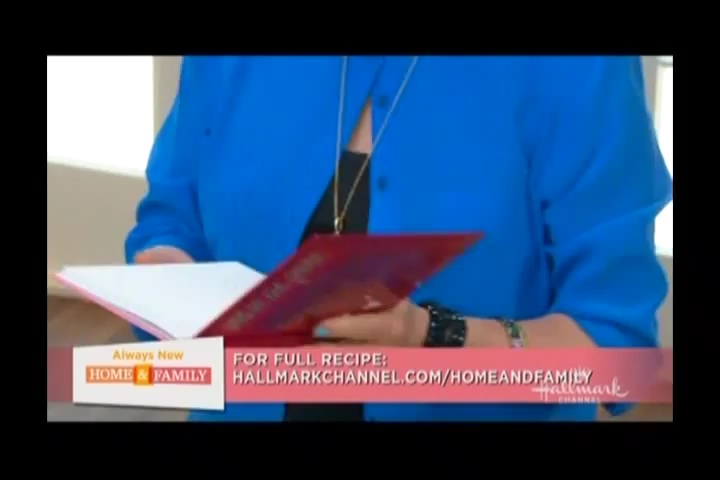 Always New
HOME & FAMILY
FOR FULL RECIPE:
HALLMARKCHANNEL.COM/HOMEANDFAMILY
Hallmark
CHANNEL